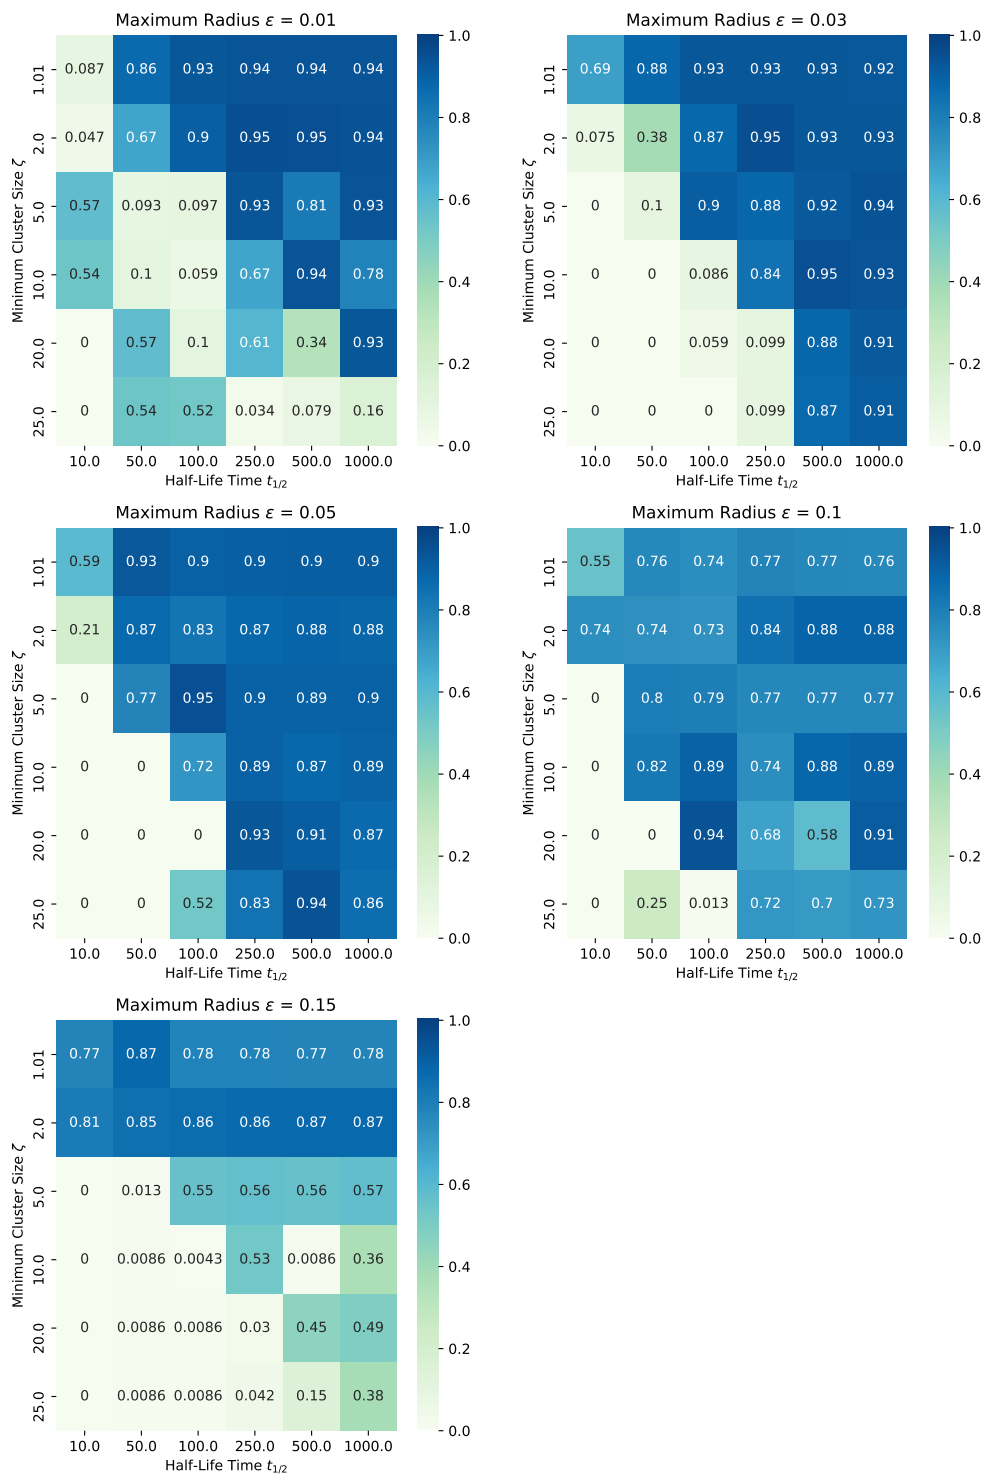 Maximum Radius ε = 0.01
1.01 0.087 0.86 0.93 0.94 0.94 0.94
2.0 0.047 0.67 0.9 0.95 0.95 0.94
5.0 0.57 0.093 0.097 0.93 0.81 0.93
10.0 0.54 0.1 0.059 0.67 0.94 0.78
20.0 0 0.57 0.1 0.61 0.34 0.93
25.0 0 0.54 0.52 0.034 0.079 0.16
Minimum Cluster Size ζ
10.0 50.0 100.0 250.0 500.0 1000.0
Half-Life Time t1/2
1.0
0.8
0.6
0.4
0.2
0.0
Maximum Radius ε = 0.03
1.01 0.69 0.88 0.93 0.93 0.93 0.92
2.0 0.075 0.38 0.87 0.95 0.93 0.93
5.0 0 0.1 0.9 0.88 0.92 0.94
10.0 0 0 0.086 0.84 0.95 0.93
20.0 0 0 0.059 0.099 0.88 0.91
25.0 0 0 0 0.099 0.87 0.91
Minimum Cluster Size ζ
10.0 50.0 100.0 250.0 500.0 1000.0
Half-Life Time t1/2
1.0
0.8
0.6
0.4
0.2
0.0
Maximum Radius ε = 0.05
1.01 0.59 0.93 0.9 0.9 0.9 0.9
2.0 0.21 0.87 0.83 0.87 0.88 0.88
5.0 0 0.77 0.95 0.9 0.89 0.9
10.0 0 0 0.72 0.89 0.87 0.89
20.0 0 0 0 0.93 0.91 0.87
25.0 0 0 0.52 0.83 0.94 0.86
Minimum Cluster Size ζ
10.0 50.0 100.0 250.0 500.0 1000.0
Half-Life Time t1/2
1.0
0.8
0.6
0.4
0.2
0.0
Maximum Radius ε = 0.1
1.01 0.55 0.76 0.74 0.77 0.77 0.76
2.0 0.74 0.74 0.73 0.84 0.88 0.88
5.0 0 0.8 0.79 0.77 0.77 0.77
10.0 0 0.82 0.89 0.74 0.88 0.89
20.0 0 0 0.94 0.68 0.58 0.91
25.0 0 0.25 0.013 0.72 0.7 0.73
Minimum Cluster Size ζ
10.0 50.0 100.0 250.0 500.0 1000.0
Half-Life Time t1/2
1.0
0.8
0.6
0.4
0.2
0.0
Maximum Radius ε = 0.15
1.01 0.77 0.87 0.78 0.78 0.77 0.78
2.0 0.81 0.85 0.86 0.86 0.87 0.87
5.0 0 0.013 0.55 0.56 0.56 0.57
10.0 0 0.0086 0.0043 0.53 0.0086 0.36
20.0 0 0.0086 0.0086 0.03 0.45 0.49
25.0 0 0.0086 0.0086 0.042 0.15 0.38
Minimum Cluster Size ζ
10.0 50.0 100.0 250.0 500.0 1000.0
Half-Life Time t1/2
1.0
0.8
0.6
0.4
0.2
0.0